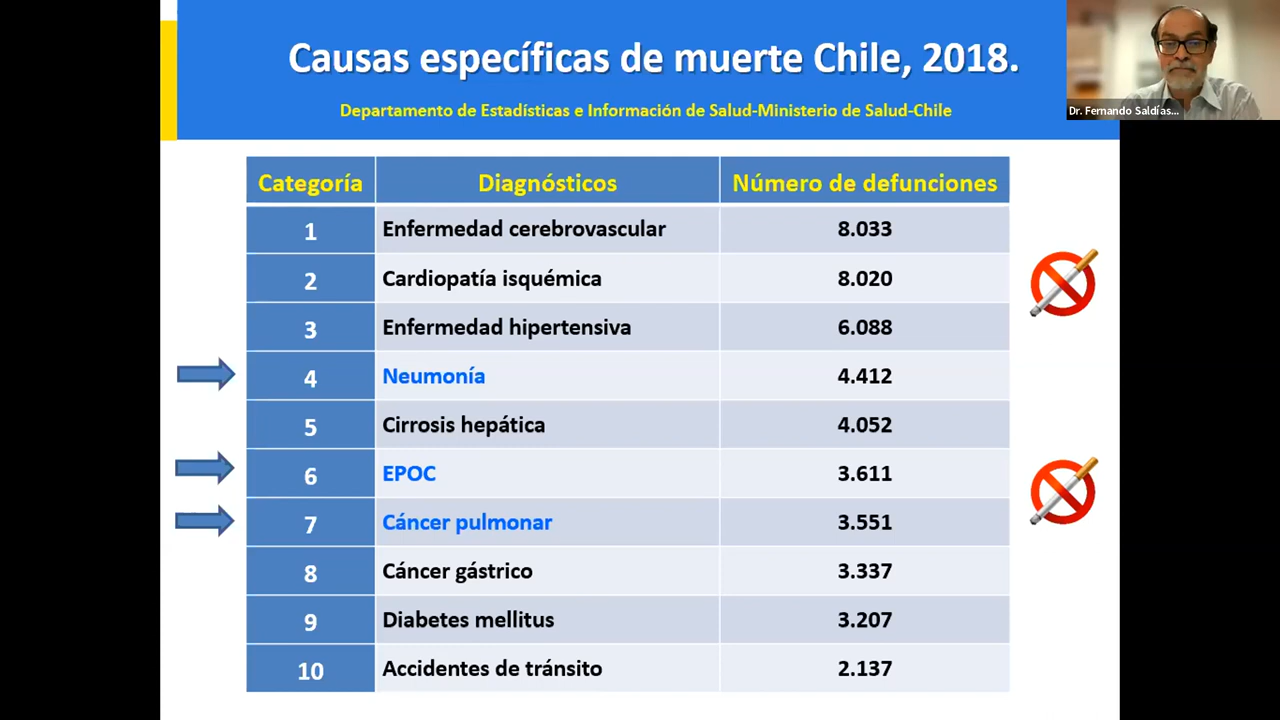 Causas específicas de muerte Chile, 2018.
Departamento de Estadísticas e Información de Salud-Ministerio de Salud-Chile
Dr. Fernando Saldías...
Categoría Diagnósticos Número de defunciones
1 Enfermedad cerebrovascular 8.033
2 Cardiopatía isquémica 8.020
3 Enfermedad hipertensiva 6.088
4 Neumonía 4.412
5 Cirrosis hepática 4.052
6 EPOC 3.611
7 Cáncer pulmonar 3.551
8 Cáncer gástrico 3.337
9 Diabetes mellitus 3.207
10 Accidentes de tránsito 2.137